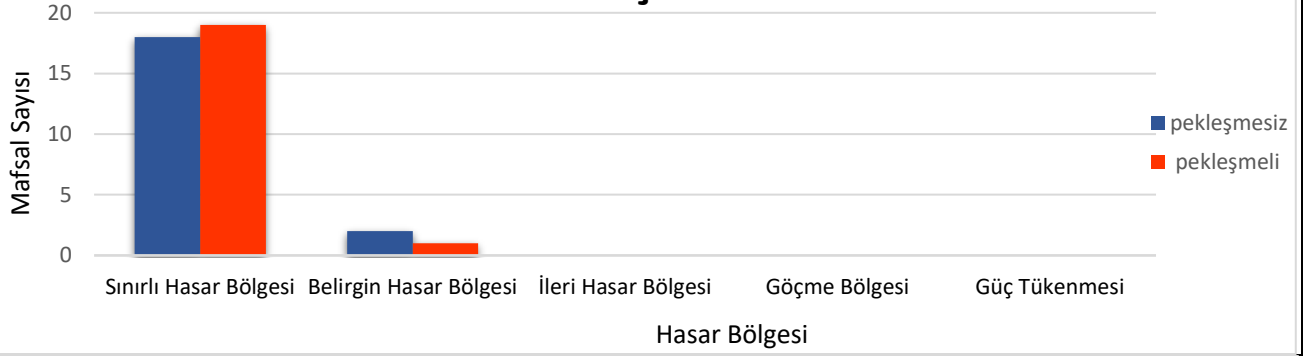 20
15
10
5
0
Mafsal Sayısı
Sınırlı Hasar Bölgesi
Belirgin Hasar Bölgesi
İleri Hasar Bölgesi
Göçme Bölgesi
Güç Tükenmesi
Hasar Bölgesi
pekleşmesiz
pekleşmeli